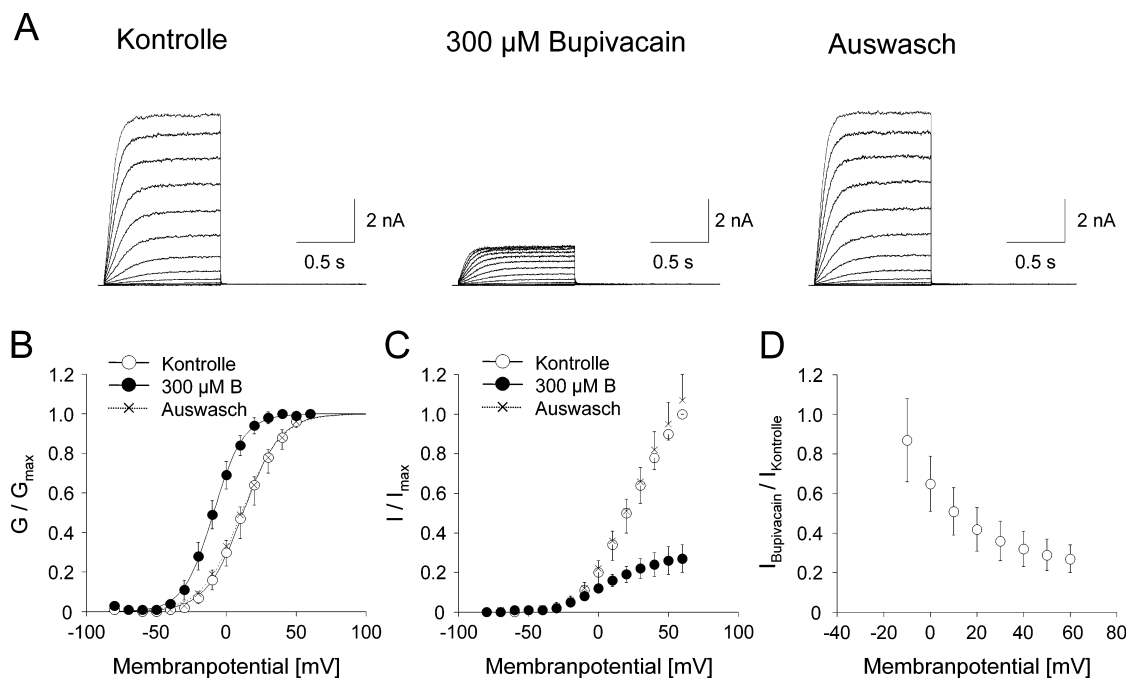 A
Kontrolle
300 µM Bupivacain
Auswasch
2 nA
0.5 s
2 nA
0.5 s
2 nA
0.5 s
B
Kontrolle
300 µM B
Auswasch
1.2
1.0
0.8
0.6
0.4
0.2
0
G / Gmax
-100
-50
0
50
100
Membranpotential [mV]
C
Kontrolle
300 µM B
Auswasch
1.2
1.0
0.8
0.6
0.4
0.2
0
I / Imax
-100
-50
0
50
100
Membranpotential [mV]
D
1.2
1.0
0.8
0.6
0.4
0.2
0
IBupivacain / IKontrolle
-40
-20
0
20
40
60
80
Membranpotential [mV]